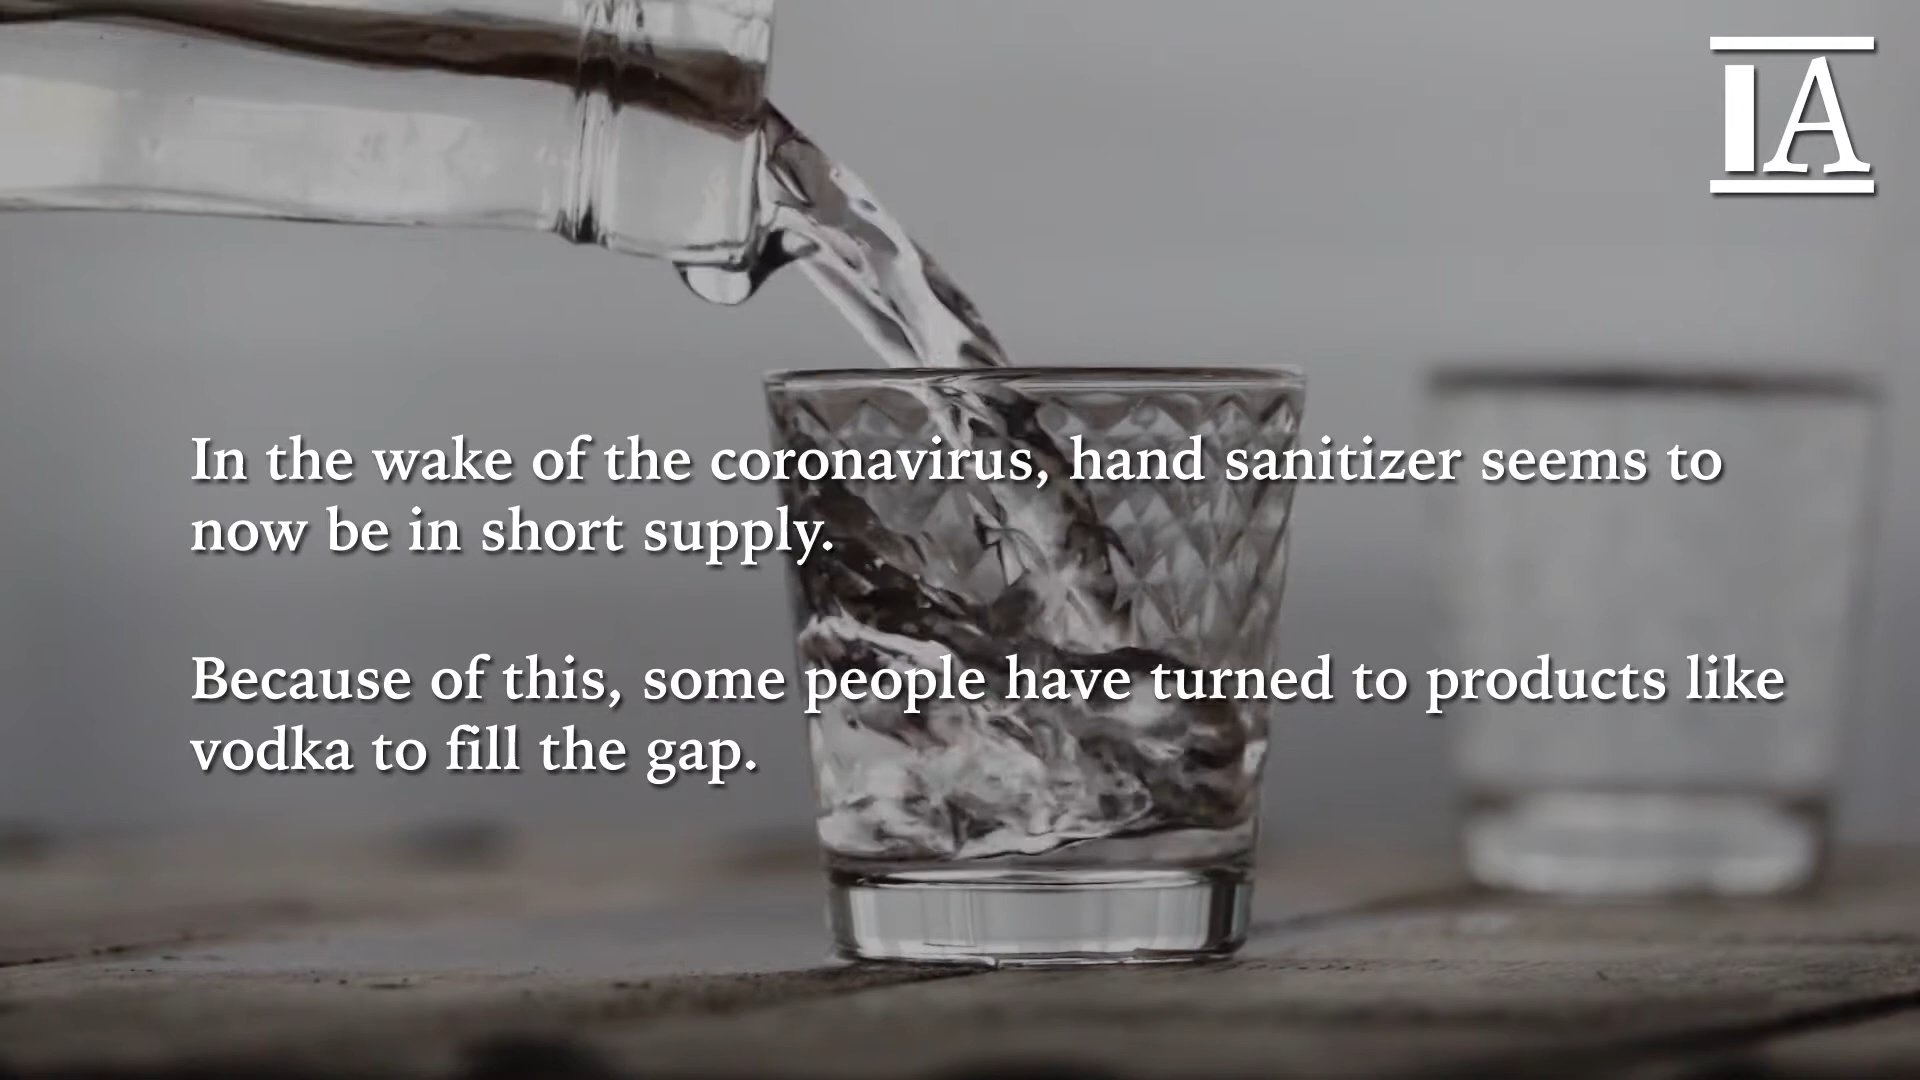 IA
In the wake of the coronavirus, hand sanitizer seems to
now be in short supply.
Because of this, some people have turned to products like
vodka to fill the gap.